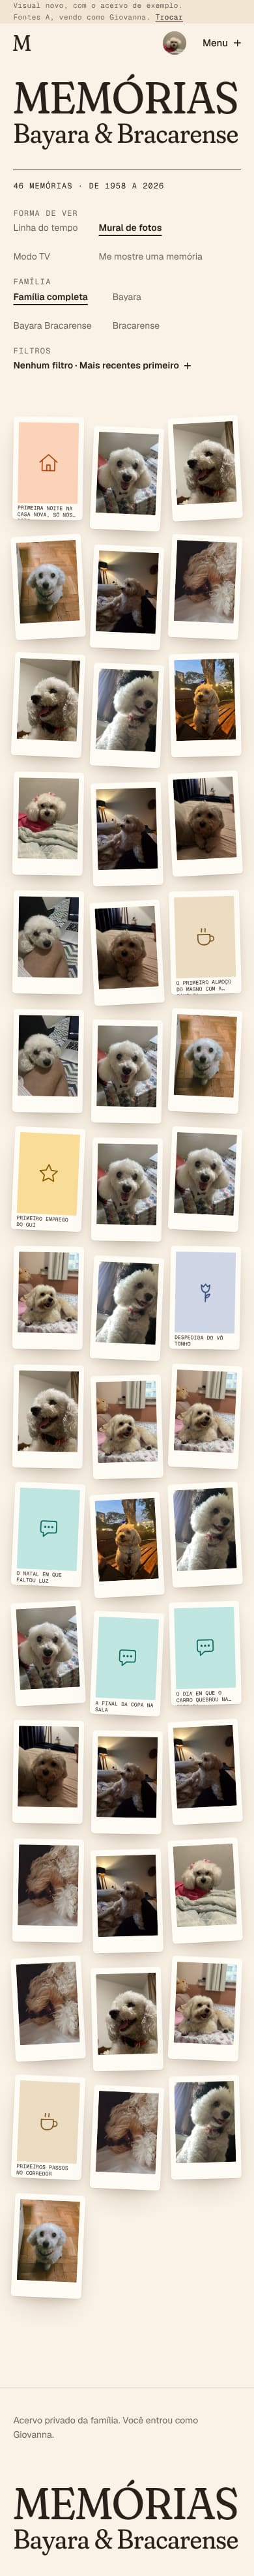 Visual novo, com o acervo de exemplo.
Fontes A, vendo como Giovanna. Trocar
M
Menu +
MEMÓRIAS
Bayara & Bracarense
46 MEMÓRIAS · DE 1958 A 2026
FORMA DE VER
Linha do tempo
Mural de fotos
Modo TV
Me mostre uma memória
FAMÍLIA
Família completa
Bayara
Bayara Bracarense
Bracarense
FILTROS
Nenhum filtro · Mais recentes primeiro +
PRIMEIRA NOITE NA
CASA NOVA, SÓ NÓS…
O PRIMEIRO ALMOÇO
DO MAGNO COM A…
PRIMEIRO EMPREGO
DO GUI
DESPEDIDA DO VÔ
TONHO
O NATAL EM QUE
FALTOU LUZ
A FINAL DA COPA NA
SALA
O DIA EM QUE O
CARRO QUEBROU NA…
PRIMEIROS PASSOS
NO CORREDOR
Acervo privado da família. Você entrou como
Giovanna.
MEMÓRIAS
Bayara & Bracarense